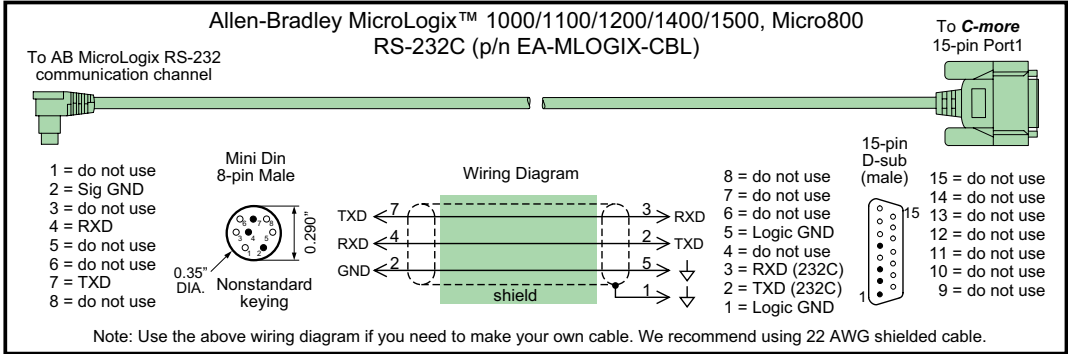 Allen-Bradley MicroLogix™ 1000/1100/1200/1400/1500, Micro800
RS-232C (p/n EA-MLOGIX-CBL)
To AB MicroLogix RS-232
communication channel
To C-more
15-pin Port1
1 = do not use
2 = Sig GND
3 = do not use
4 = RXD
5 = do not use
6 = do not use
7 = TXD
8 = do not use
Mini Din
8-pin Male
6 7 8
3 4 5
1 2
0.290"
0.35"
DIA.
Nonstandard
keying
Wiring Diagram
TXD 7 3 RXD
RXD 4 2 TXD
GND 2 5
1
shield
8 = do not use
7 = do not use
6 = do not use
5 = Logic GND
4 = do not use
3 = RXD (232C)
2 = TXD (232C)
1 = Logic GND
15-pin
D-sub
(male)
15
1
15 = do not use
14 = do not use
13 = do not use
12 = do not use
11 = do not use
10 = do not use
9 = do not use
Note: Use the above wiring diagram if you need to make your own cable. We recommend using 22 AWG shielded cable.